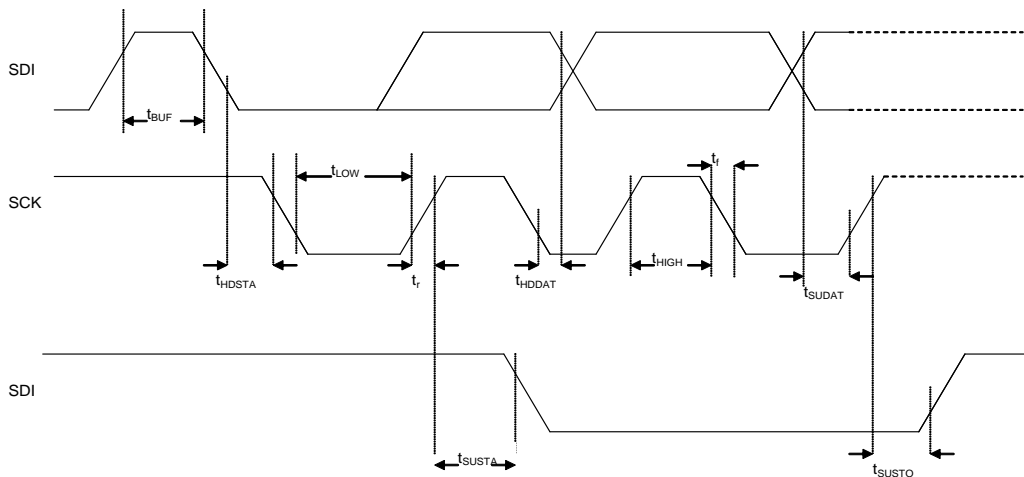 SDI
tBUF
tLOW
tf
SCK
tHDSTA
tr
tHDDAT
tHIGH
tSUDAT
SDI
tSUSTA
tSUSTO